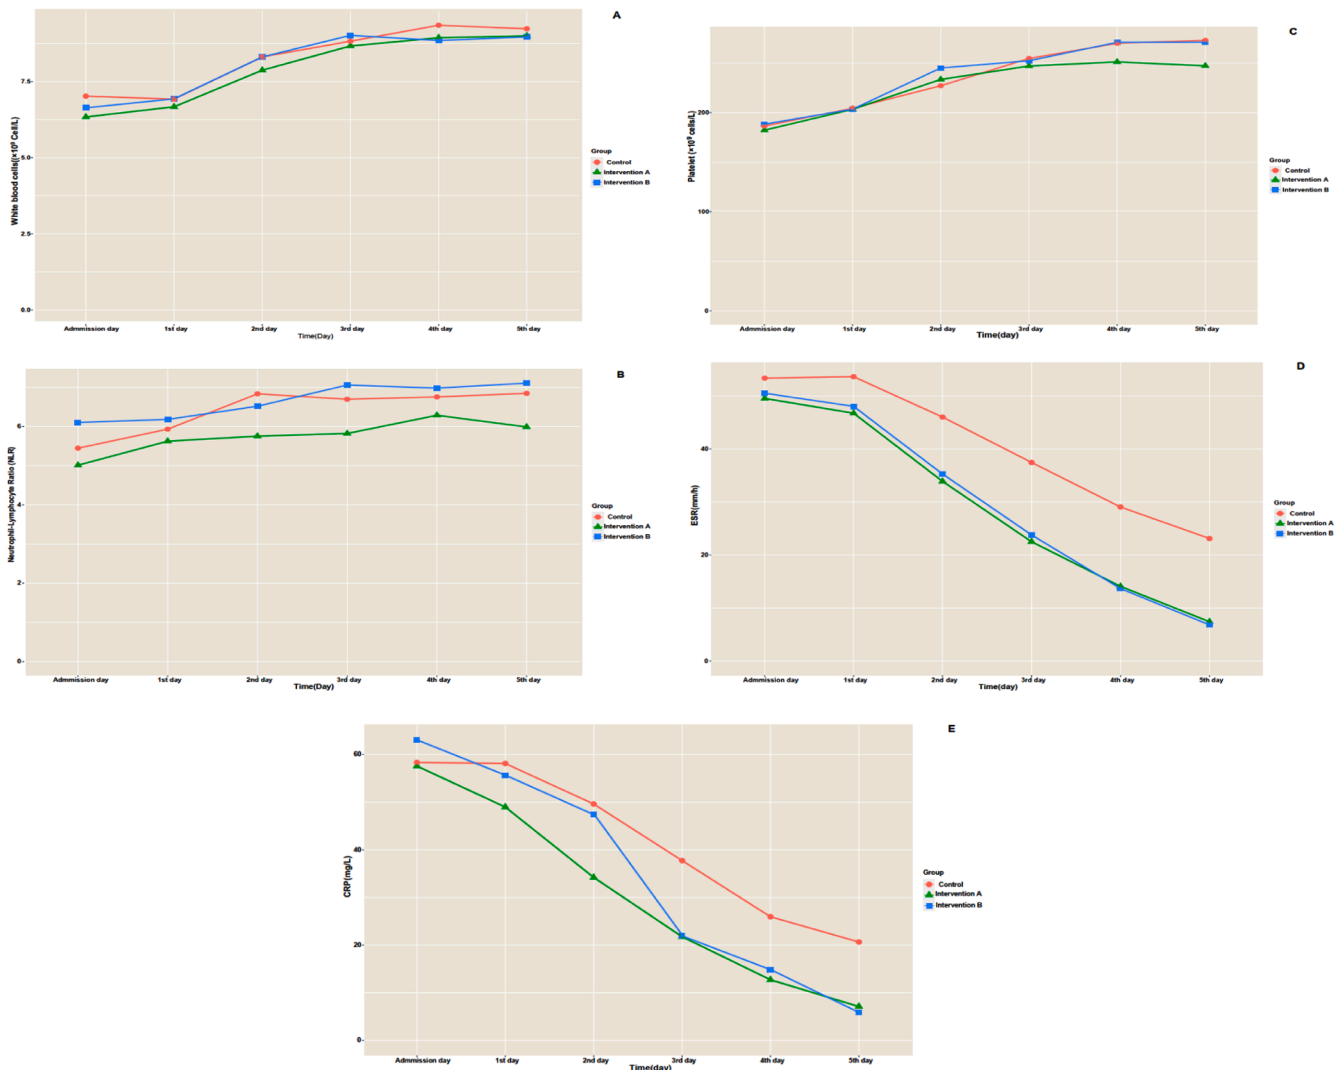 A
White blood cells((×10⁹ Cell/L)
7.5-
5.0-
2.5-
0.0-
Admmission day 1st day 2nd day 3rd day 4th day 5th day
Time(Day)
Group
Control
Intervention A
Intervention B
C
Platelet (×10⁹ cells/L)
200-
100-
0-
Admmission day 1st day 2nd day 3rd day 4th day 5th day
Time(day)
Group
Control
Intervention A
Intervention B
B
Neutrophil-Lymphocyte Ratio (NLR)
6-
4-
2-
0-
Admmission day 1st day 2nd day 3rd day 4th day 5th day
Time(Day)
Group
Control
Intervention A
Intervention B
D
ESR(mm/h)
40-
20-
0-
Admmission day 1st day 2nd day 3rd day 4th day 5th day
Time(day)
Group
Control
Intervention A
Intervention B
E
CRP(mg/L)
60-
40-
20-
0-
Admmission day 1st day 2nd day 3rd day 4th day 5th day
Time(day)
Group
Control
Intervention A
Intervention B